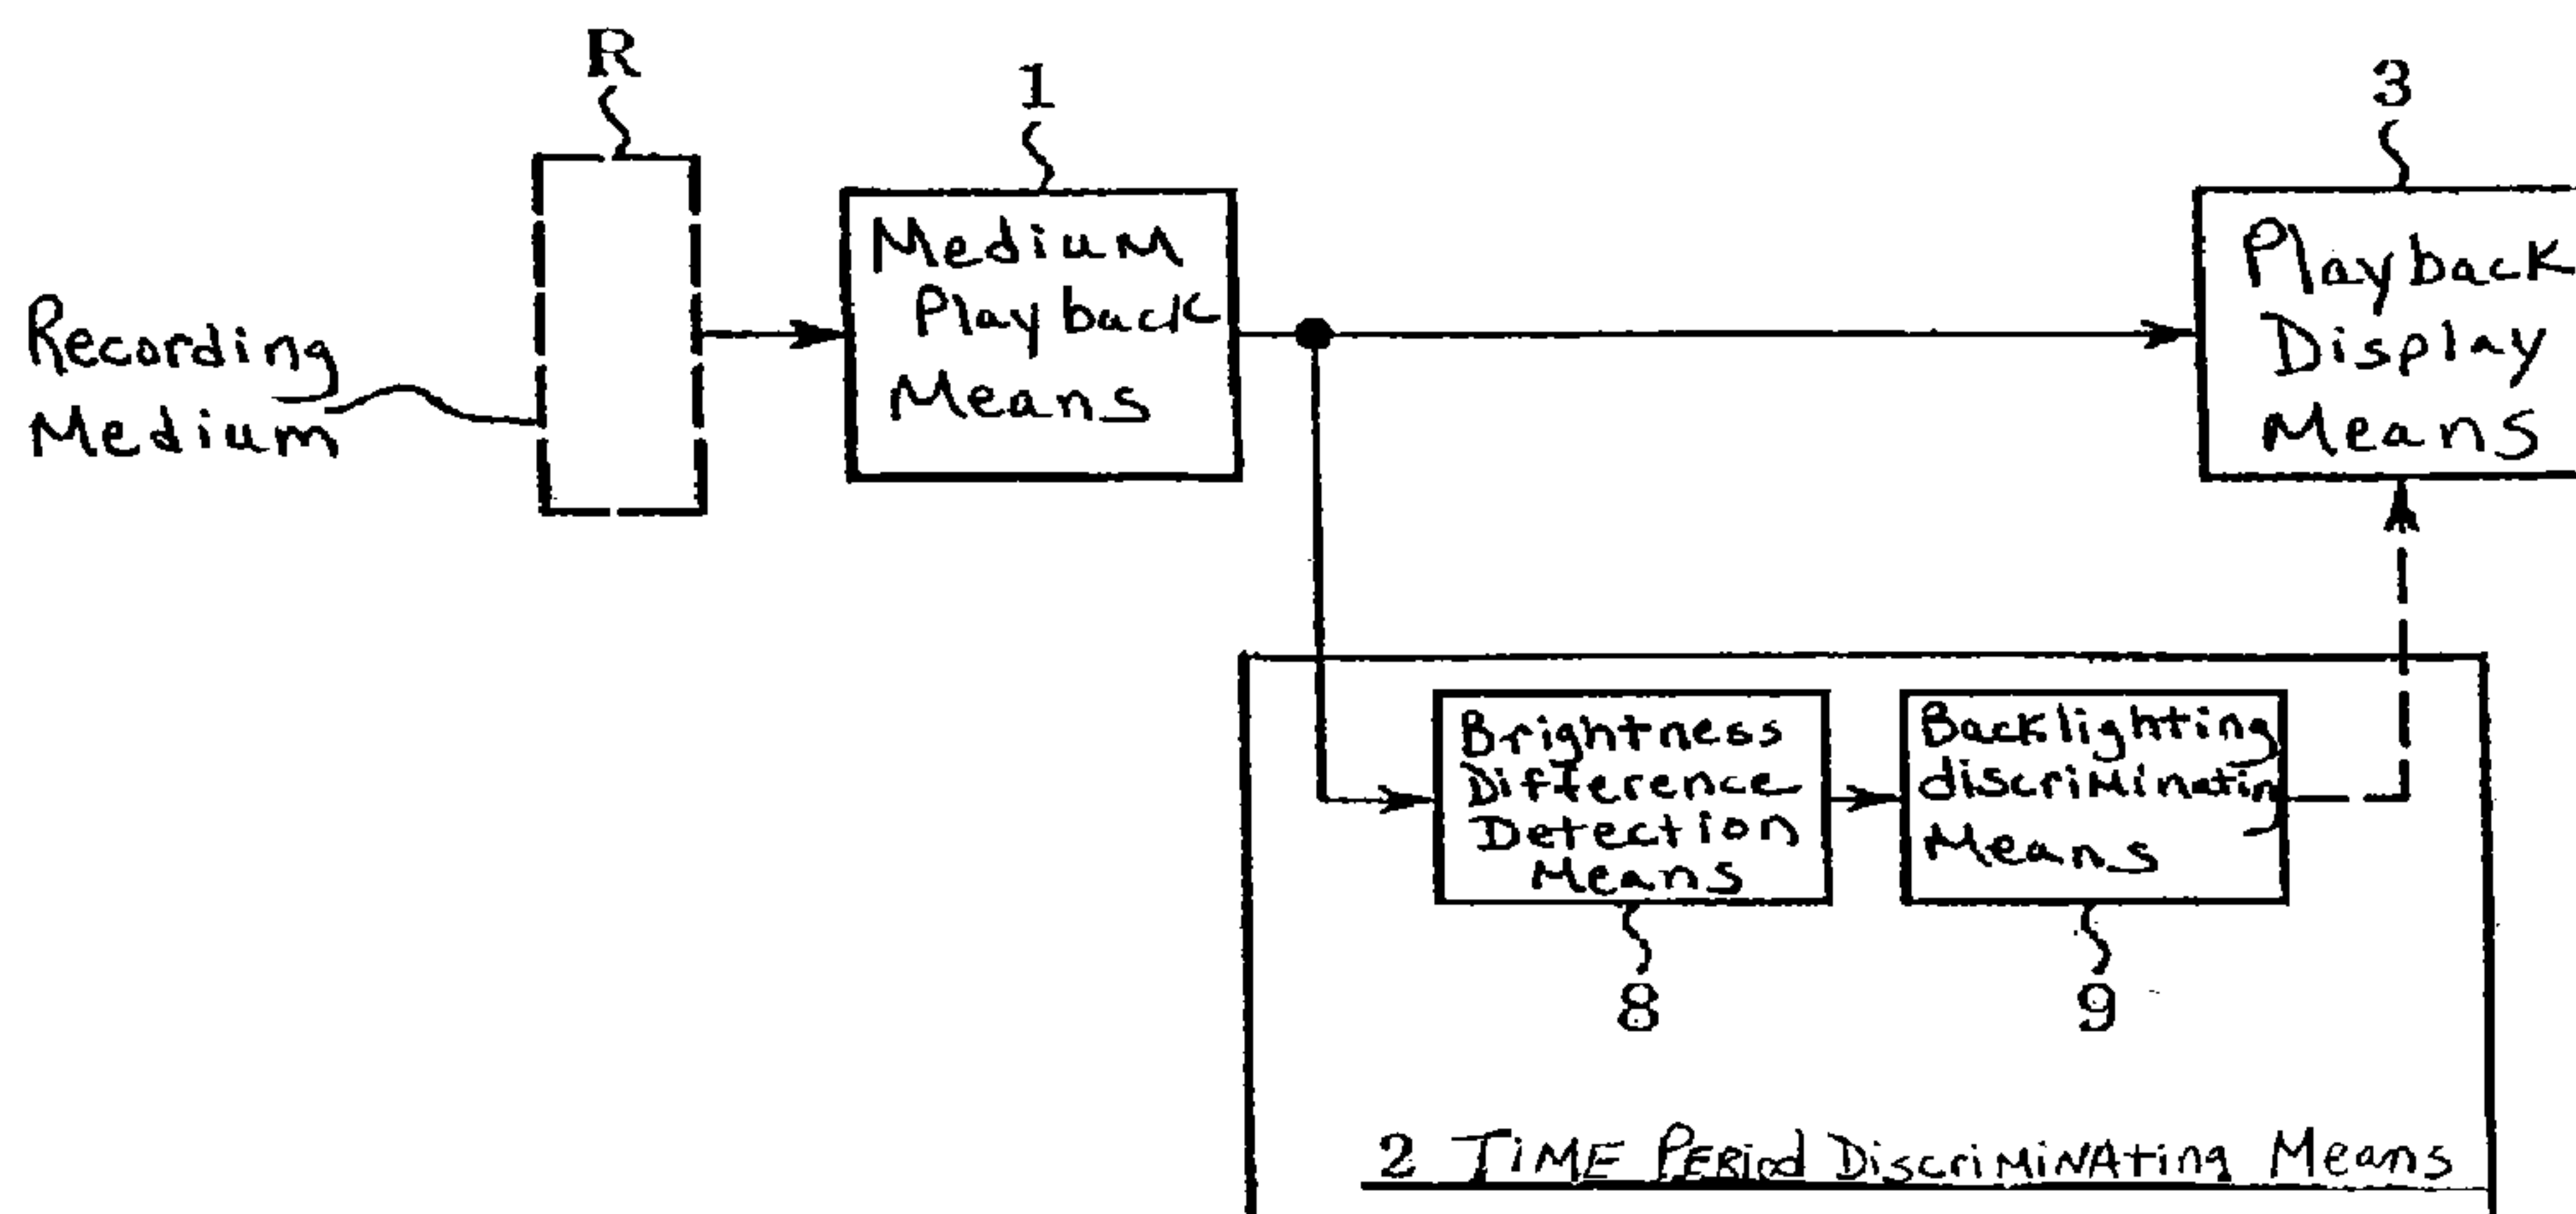 R
1
3
Recording
Medium
Medium
Playback
Means
Playback
Display
Means
Brightness
Difference
Detection
Means
Backlighting
discriminating
Means
8
9
2 TIME PERiod DiscriMiNAting Means